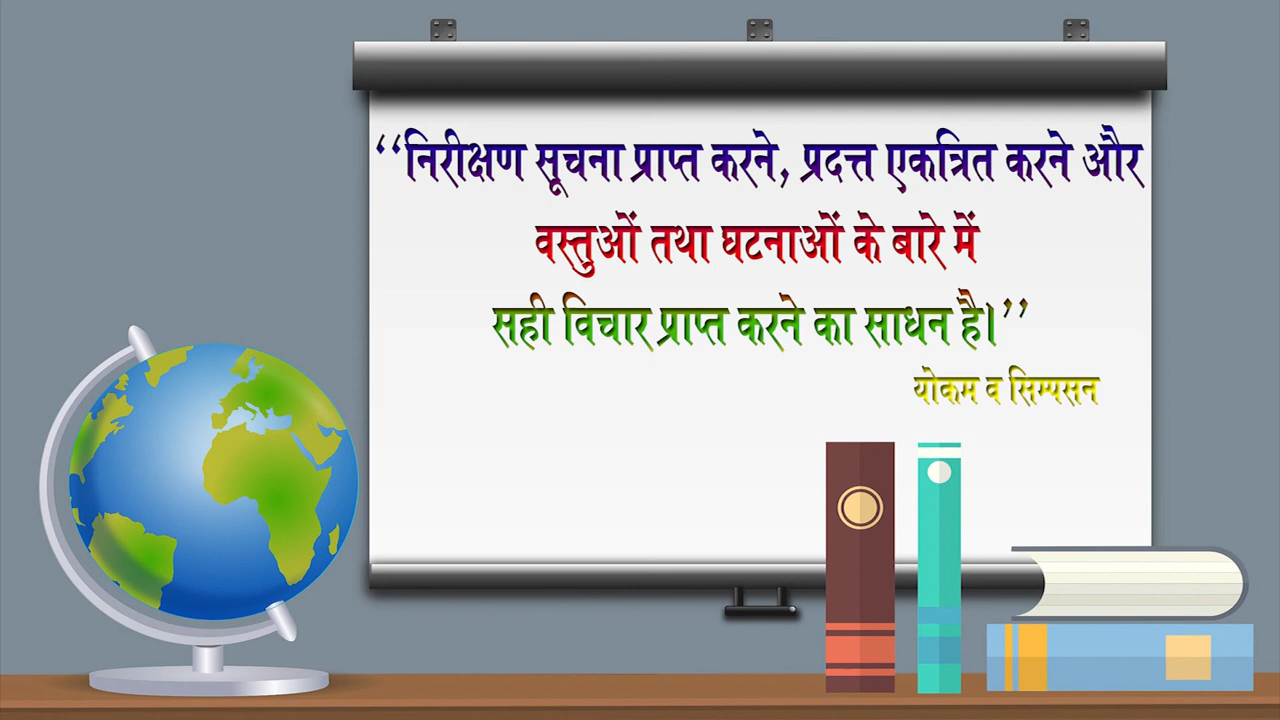 ‘‘निरीक्षण सूचना प्राप्त करने, प्रदत्त एकत्रित करने और
वस्तुओं तथा घटनाओं के बारे में
सही विचार प्राप्त करने का साधन है।’’
योकम व सिम्पसन